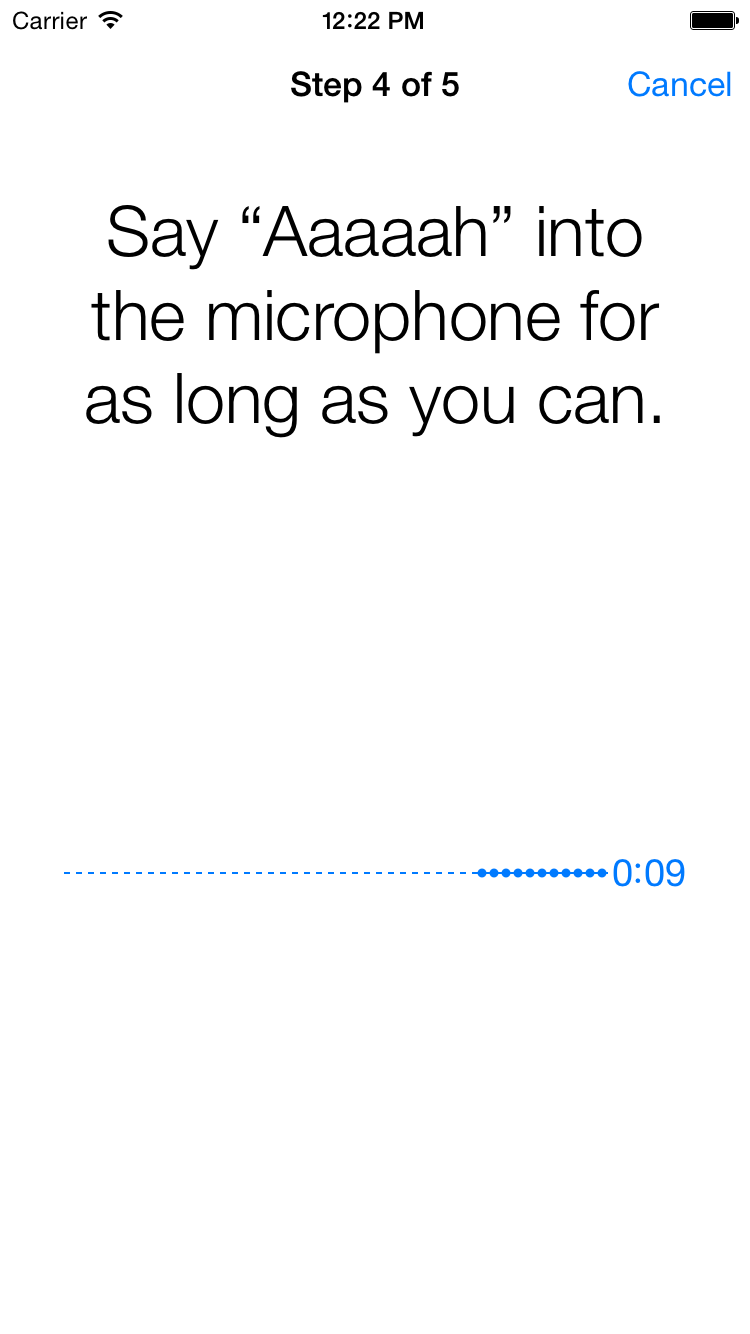 Carrier 12:22 PM
Step 4 of 5 Cancel
Say “Aaaaah” into
the microphone for
as long as you can.
0:09